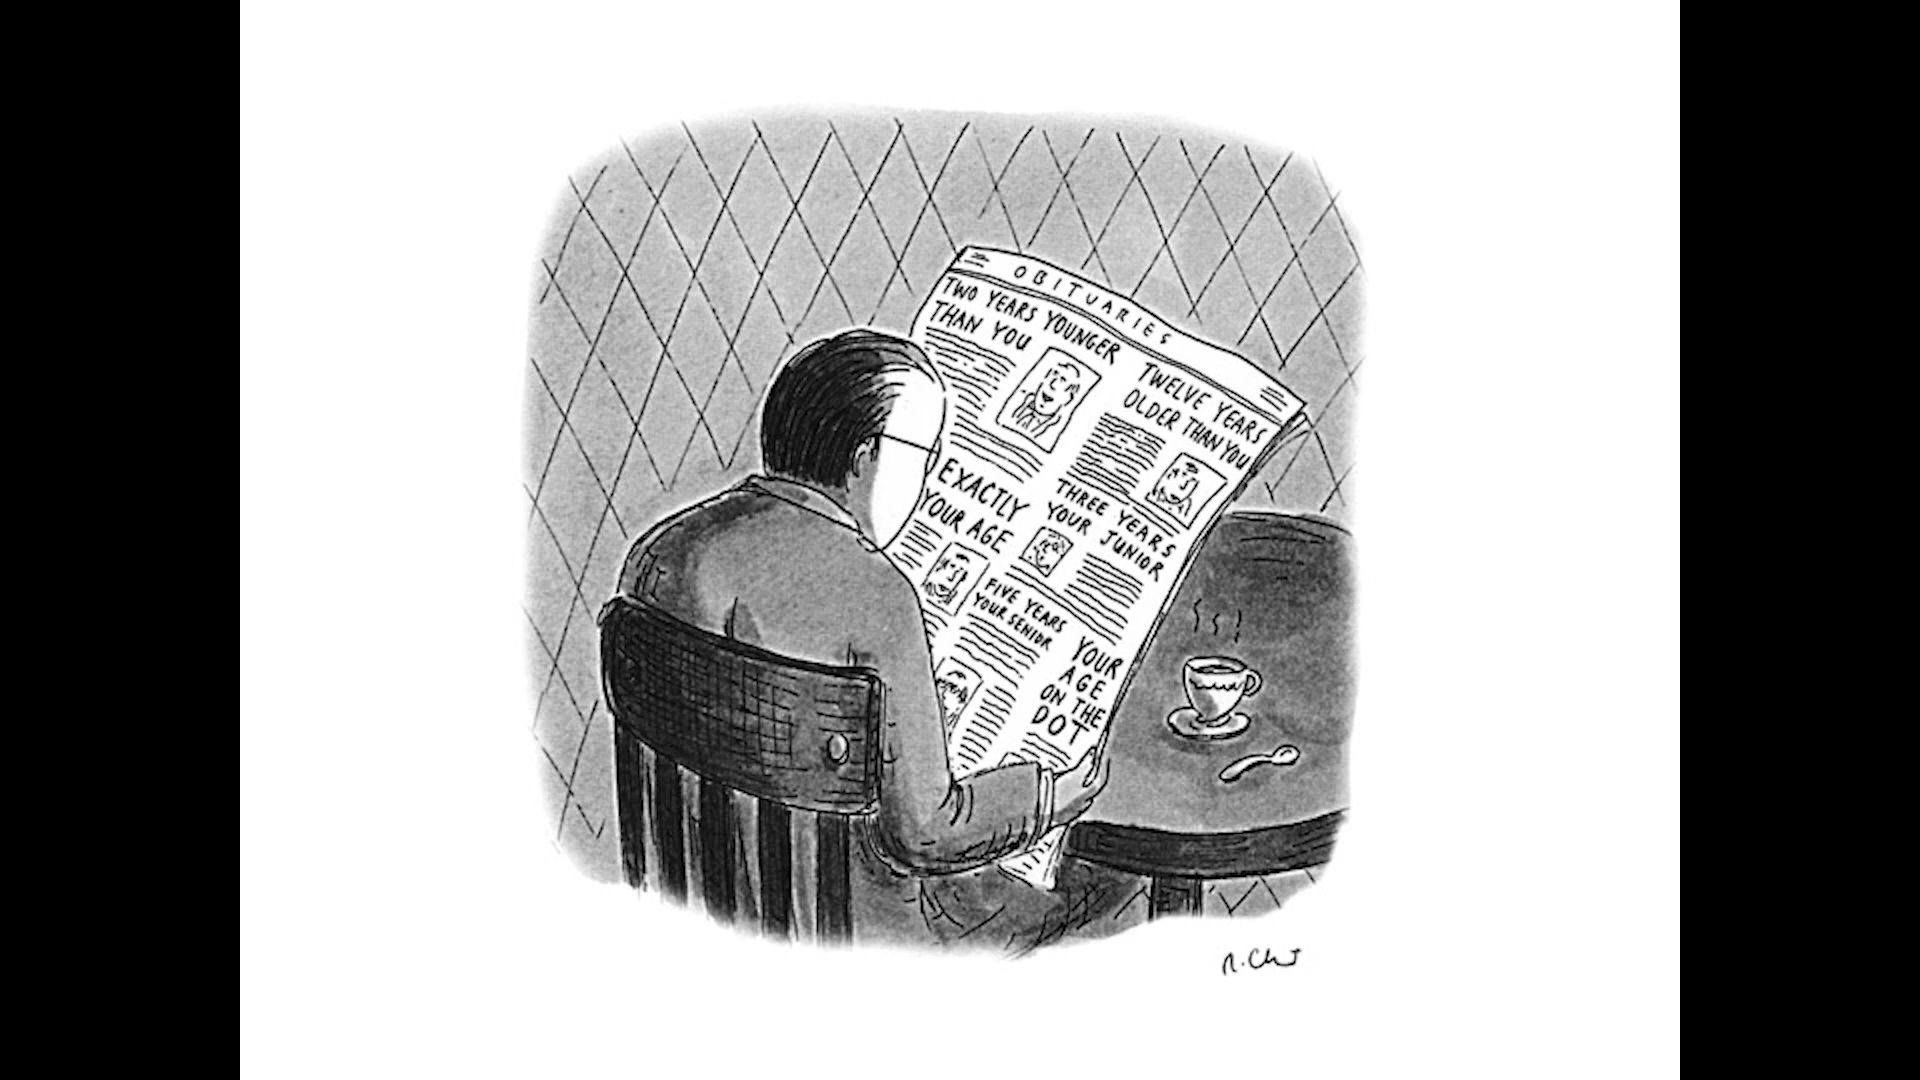 OBITUARIES
TWO YEARS YOUNGER
THAN YOU
TWELVE YEARS
OLDER THAN YOU
EXACTLY
YOUR AGE
THREE YEARS
YOUR JUNIOR
FIVE YEARS
YOUR SENIOR
YOUR
AGE
ON THE
DOT